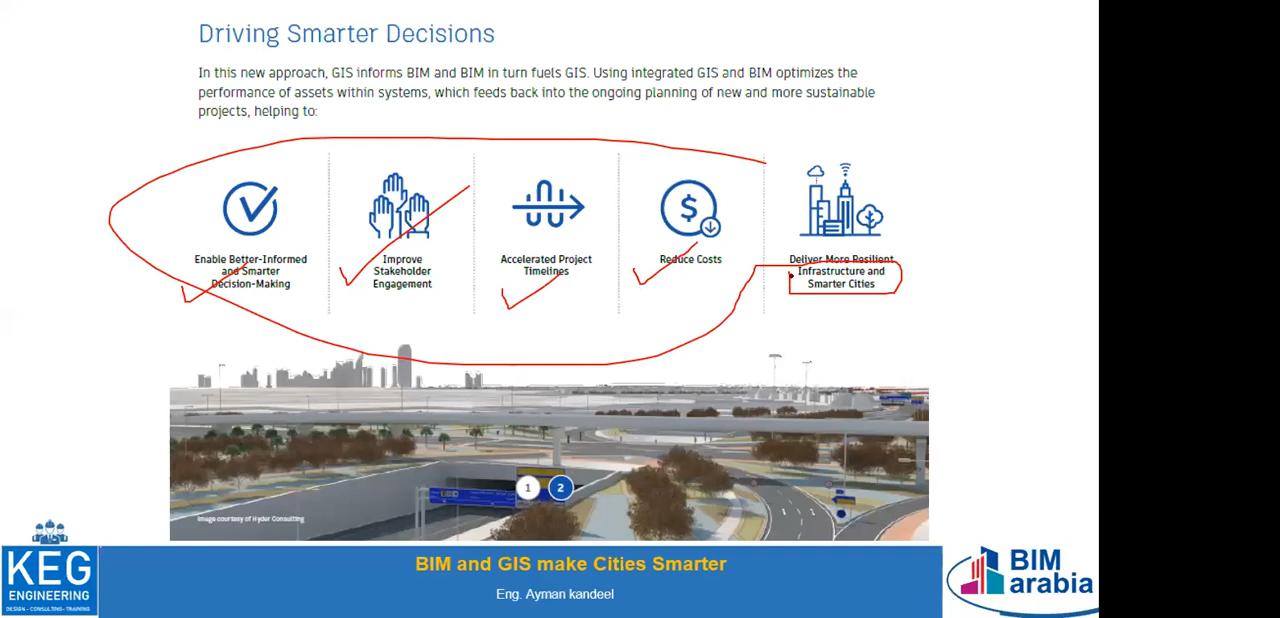 Driving Smarter Decisions
In this new approach, GIS informs BIM and BIM in turn fuels GIS. Using integrated GIS and BIM optimizes the
performance of assets within systems, which feeds back into the ongoing planning of new and more sustainable
projects, helping to:
Enable Better-Informed
and Smarter
Decision-Making
Improve
Stakeholder
Engagement
Accelerated Project
Timelines
Reduce Costs
Deliver More Resilient
Infrastructure and
Smarter Cities
1
2
Image courtesy of Hyder Consulting
KEG
ENGINEERING
DESIGN - CONSULTING - TRAINING
BIM and GIS make Cities Smarter
Eng. Ayman kandeel
BIM
arabia